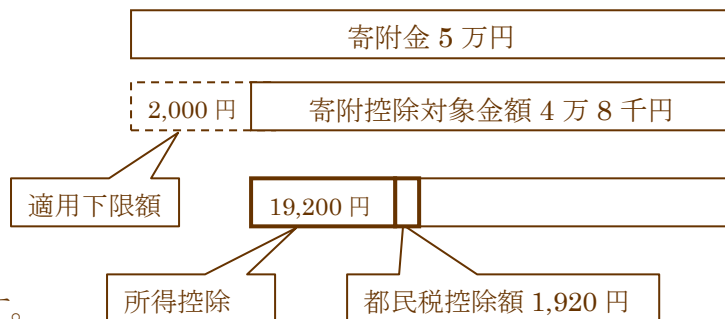 寄附金 5 万円
2,000 円
寄附控除対象金額 4 万 8 千円
適用下限額
19,200 円
所得控除
都民税控除額 1,920 円
。